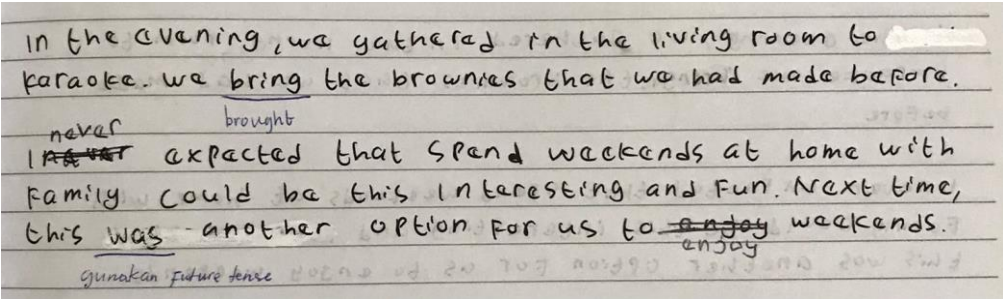 In the evening, we gathered in the living room to
karaoke. we bring the brownies that we had made before.
brought
never
I never expected that spend weekends at home with
Family could be this Interesting and Fun. Next time,
this was another option for us to enjoy weekends.
enjoy
gunakan Future tense